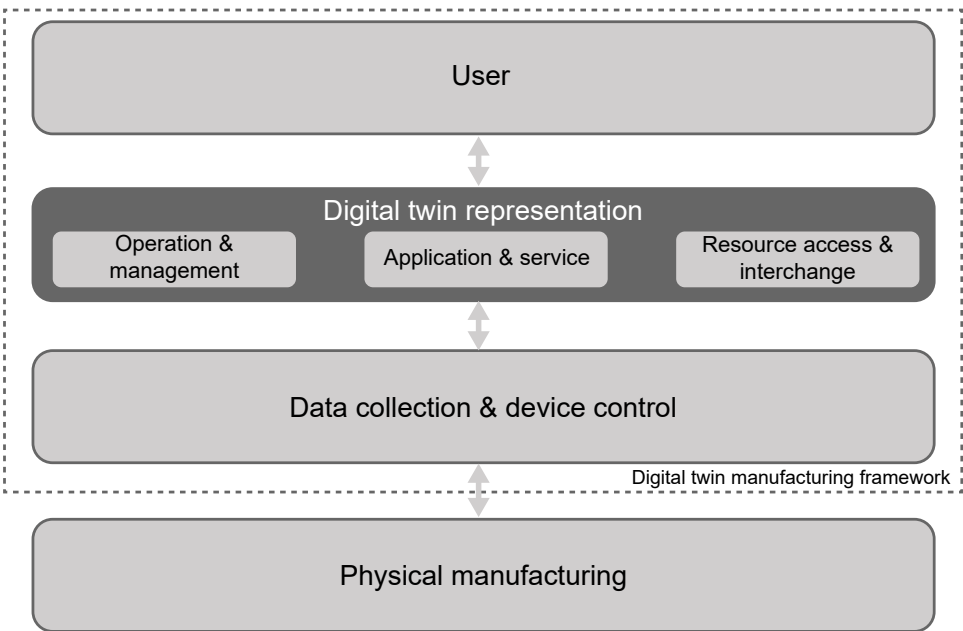 User
Digital twin representation
Operation &
management
Application & service
Resource access &
interchange
Data collection & device control
Digital twin manufacturing framework
Physical manufacturing